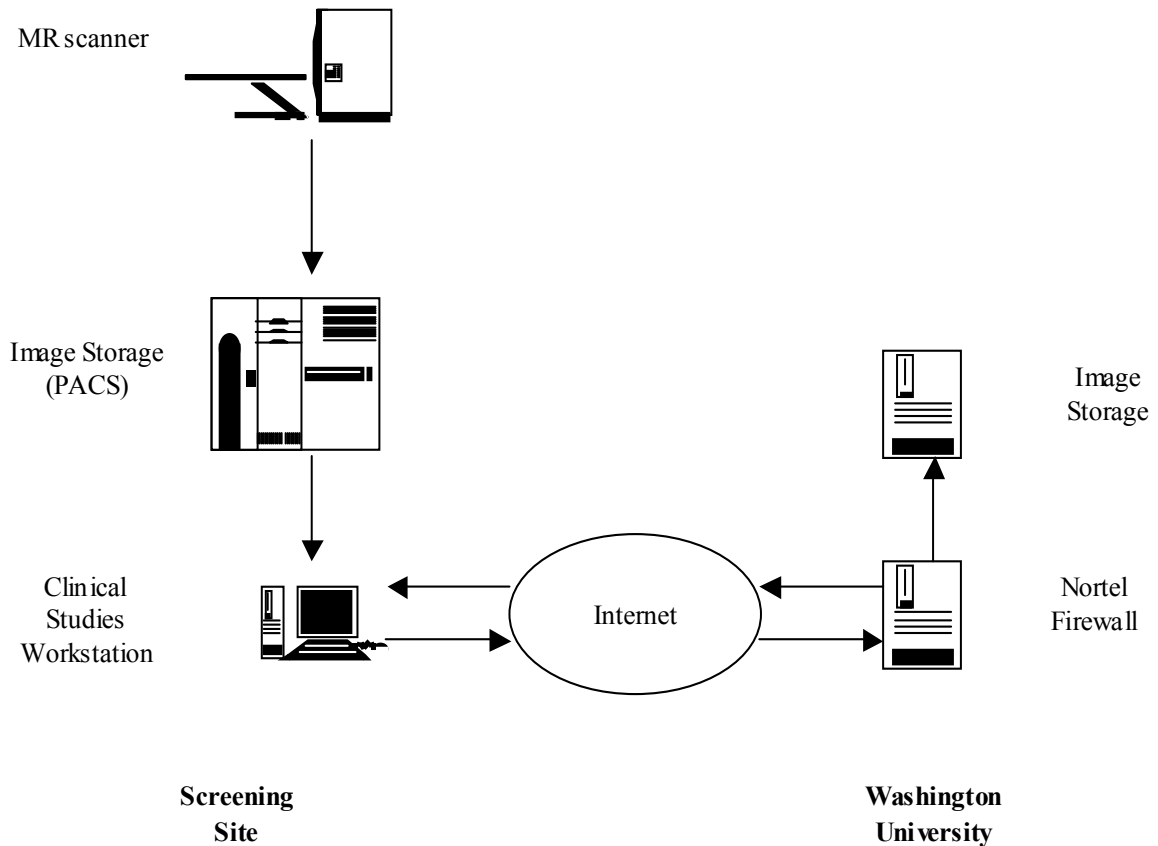 MR scanner
Image Storage
(PACS)
Image
Storage
Clinical
Studies
Workstation
Internet
Nortel
Firewall
Screening
Site
Washington
University